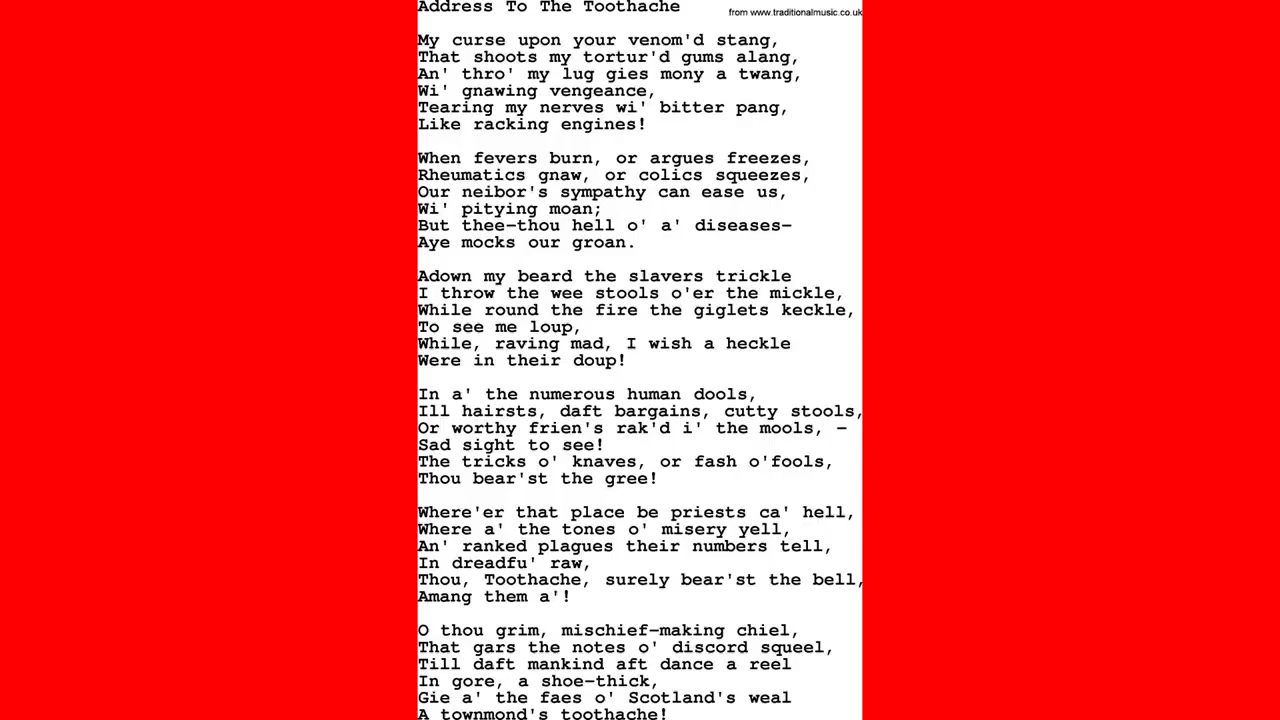 Address To The Toothache
from www.traditionalmusic.co.uk
My curse upon your venom'd stang,
That shoots my tortur'd gums alang,
An' thro' my lug gies mony a twang,
Wi' gnawing vengeance,
Tearing my nerves wi' bitter pang,
Like racking engines!
When fevers burn, or argues freezes,
Rheumatics gnaw, or colics squeezes,
Our neibor's sympathy can ease us,
Wi' pitying moan;
But thee-thou hell o' a' diseases-
Aye mocks our groan.
Adown my beard the slavers trickle
I throw the wee stools o'er the mickle,
While round the fire the giglets keckle,
To see me loup,
While, raving mad, I wish a heckle
Were in their doup!
In a' the numerous human dools,
Ill hairsts, daft bargains, cutty stools,
Or worthy frien's rak'd i' the mools, -
Sad sight to see!
The tricks o' knaves, or fash o'fools,
Thou bear'st the gree!
Where'er that place be priests ca' hell,
Where a' the tones o' misery yell,
An' ranked plagues their numbers tell,
In dreadfu' raw,
Thou, Toothache, surely bear'st the bell,
Amang them a'!
O thou grim, mischief-making chiel,
That gars the notes o' discord squeel,
Till daft mankind aft dance a reel
In gore, a shoe-thick,
Gie a' the faes o' Scotland's weal
A townmond's toothache!